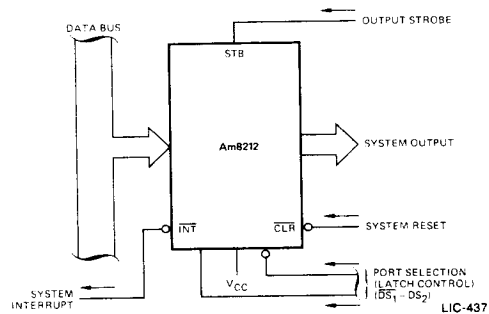 DATA BUS
OUTPUT STROBE
STB
Am8212
SYSTEM OUTPUT
INT
CLR
SYSTEM RESET
VCC
PORT SELECTION
(LATCH CONTROL)
(DS1 – DS2)
SYSTEM
INTERRUPT
LIC-437